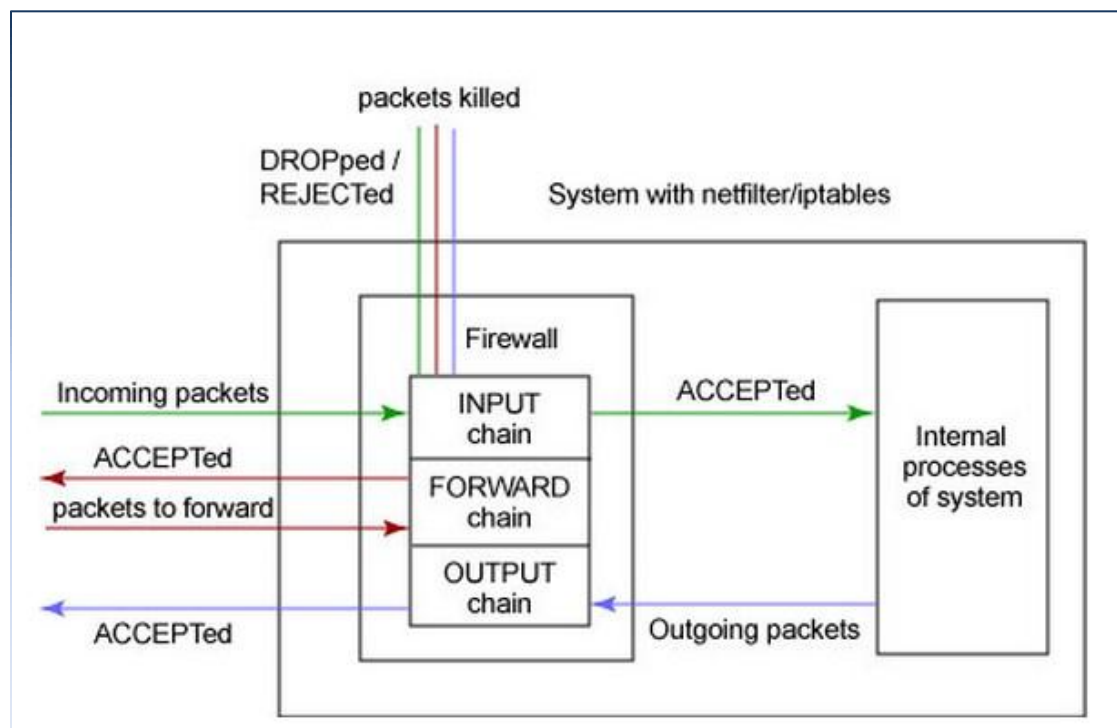 packets killed
DROPped /
REJECTed
System with netfilter/iptables
Firewall
Incoming packets
INPUT
chain
ACCEPTed
ACCEPTed
FORWARD
chain
packets to forward
Internal
processes
of system
OUTPUT
chain
ACCEPTed
Outgoing packets